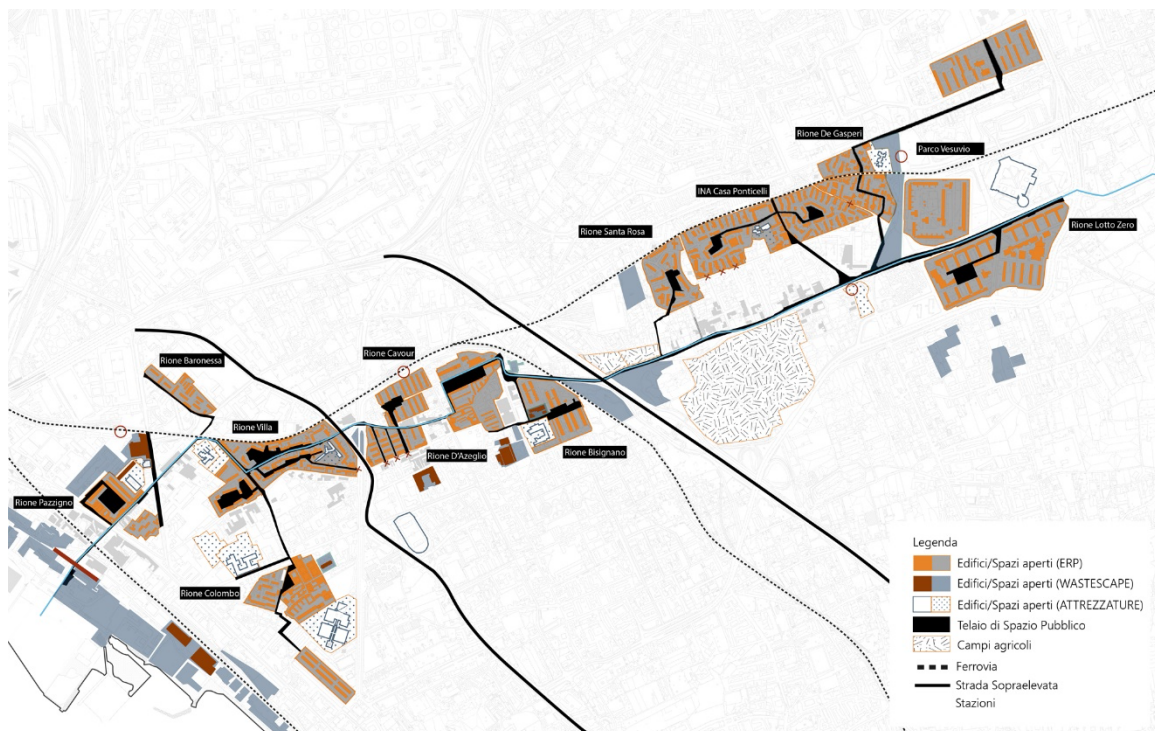 Rione De Gasperi
Parco Vesuvio
INA Casa Ponticelli
Rione Santa Rosa
Rione Lotto Zero
Rione Baronessa
Rione Cavour
Rione Villa
Rione D'Azeglio
Rione Bisignano
Rione Pazzigno
Rione Colombo
Legenda
Edifici/Spazi aperti (ERP)
Edifici/Spazi aperti (WASTESCAPE)
Edifici/Spazi aperti (ATTREZZATURE)
Telaio di Spazio Pubblico
Campi agricoli
Ferrovia
Strada Sopraelevata
Stazioni